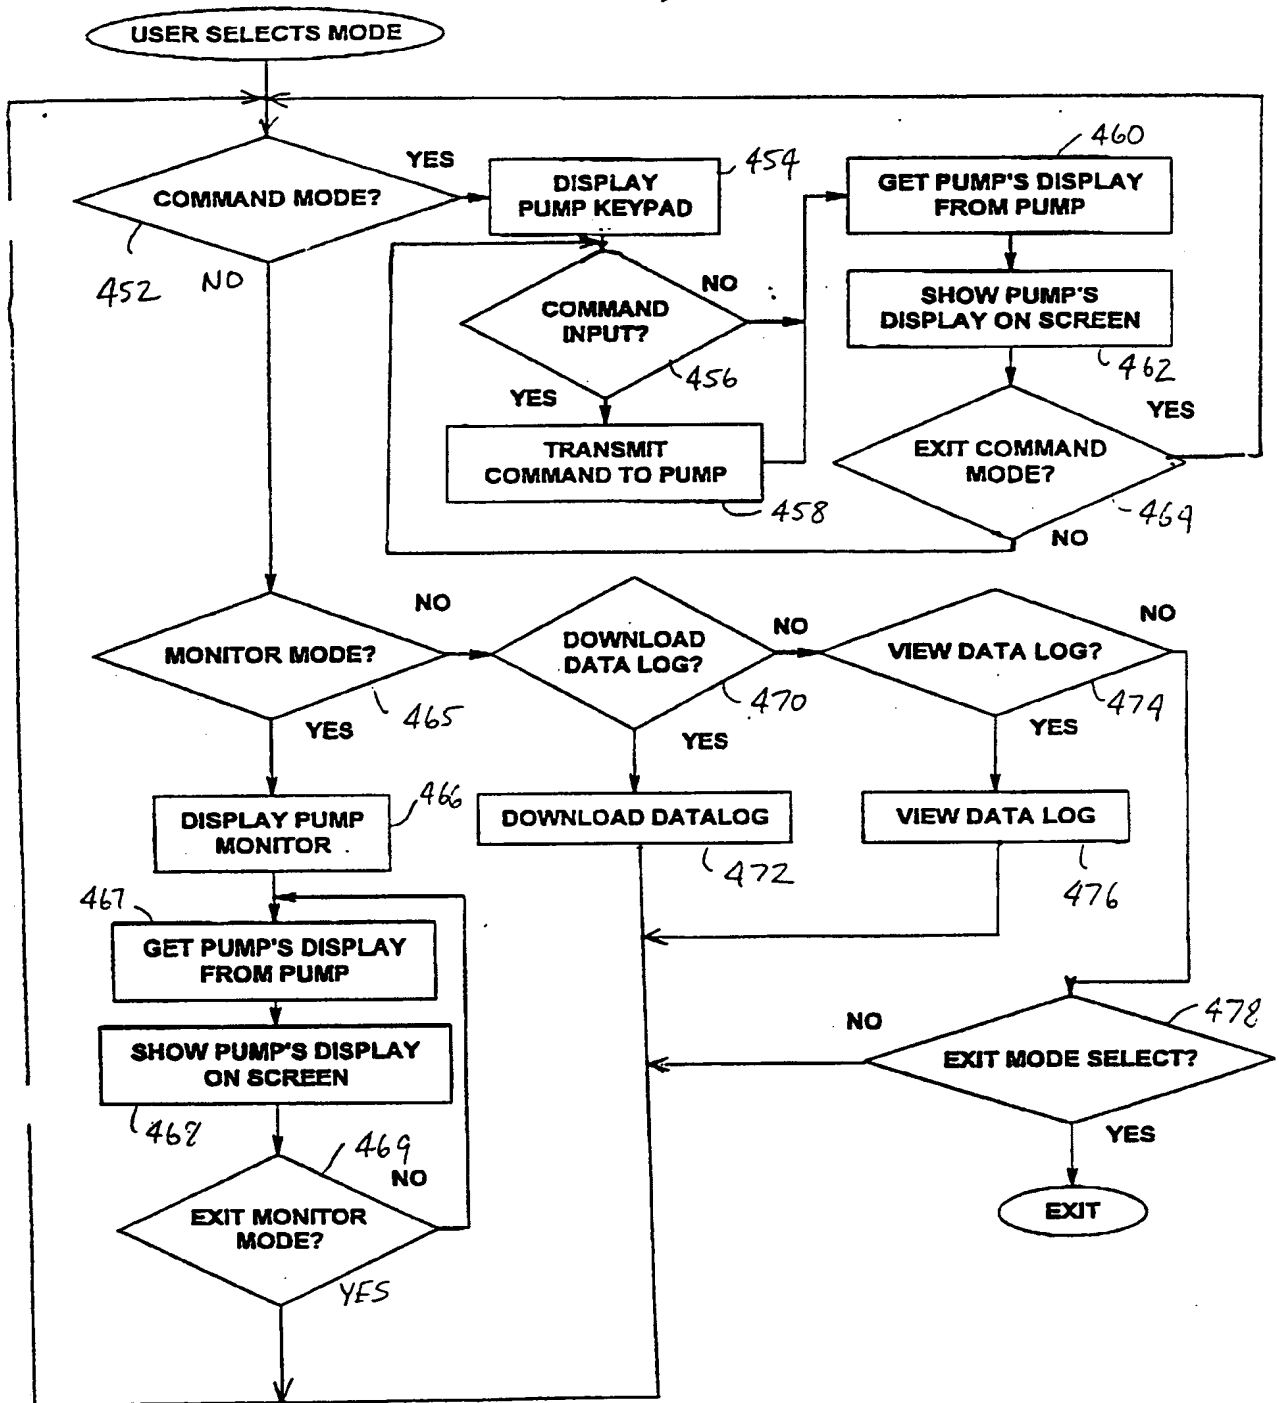 USER SELECTS MODE
COMMAND MODE?
YES
452
NO
DISPLAY
PUMP KEYPAD
454
COMMAND
INPUT?
NO
456
YES
TRANSMIT
COMMAND TO PUMP
458
GET PUMP'S DISPLAY
FROM PUMP
460
SHOW PUMP'S
DISPLAY ON SCREEN
462
EXIT COMMAND
MODE?
YES
464
NO
MONITOR MODE?
NO
465
YES
DOWNLOAD
DATA LOG?
NO
470
YES
VIEW DATA LOG?
NO
474
YES
DISPLAY PUMP
MONITOR
466
DOWNLOAD DATALOG
472
VIEW DATA LOG
476
467
GET PUMP'S DISPLAY
FROM PUMP
SHOW PUMP'S DISPLAY
ON SCREEN
468
EXIT MONITOR
MODE?
469
NO
YES
EXIT MODE SELECT?
478
NO
YES
EXIT